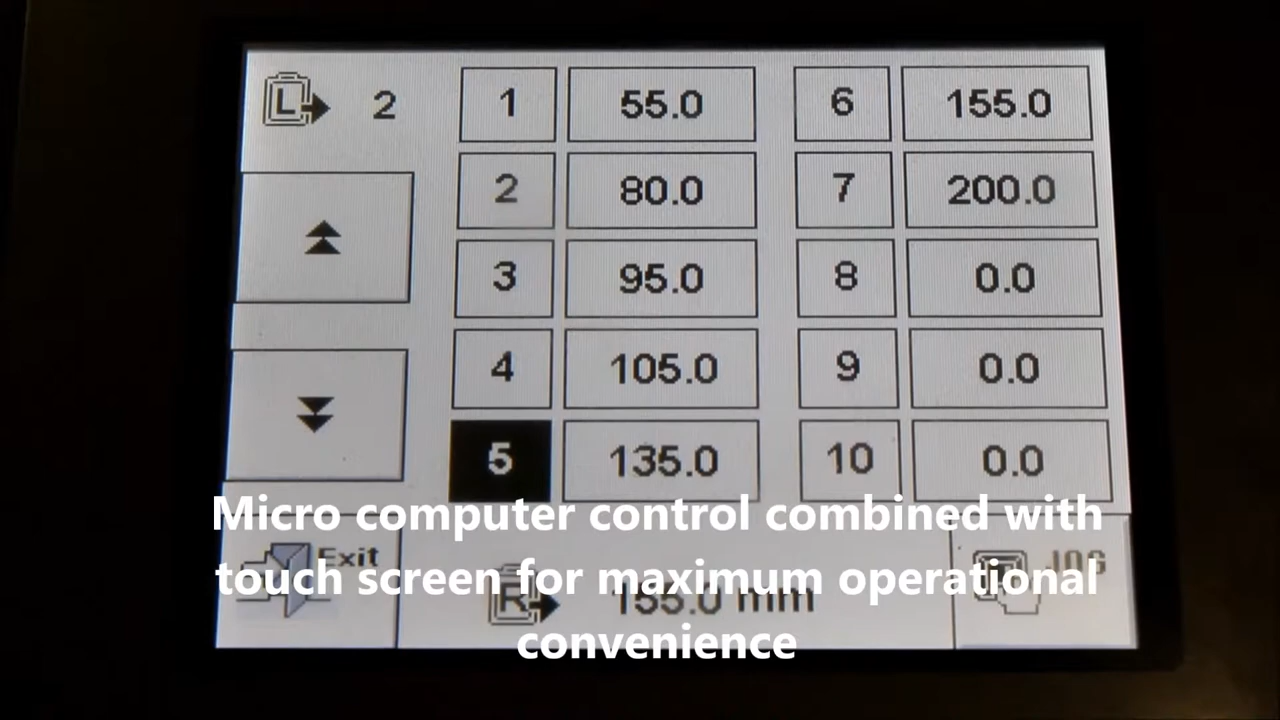 L 2 1 55.0 6 155.0
2 80.0 7 200.0
3 95.0 8 0.0
4 105.0 9 0.0
5 135.0 10 0.0
Exit R 155.0 mm JOG
Micro computer control combined with
touch screen for maximum operational
convenience